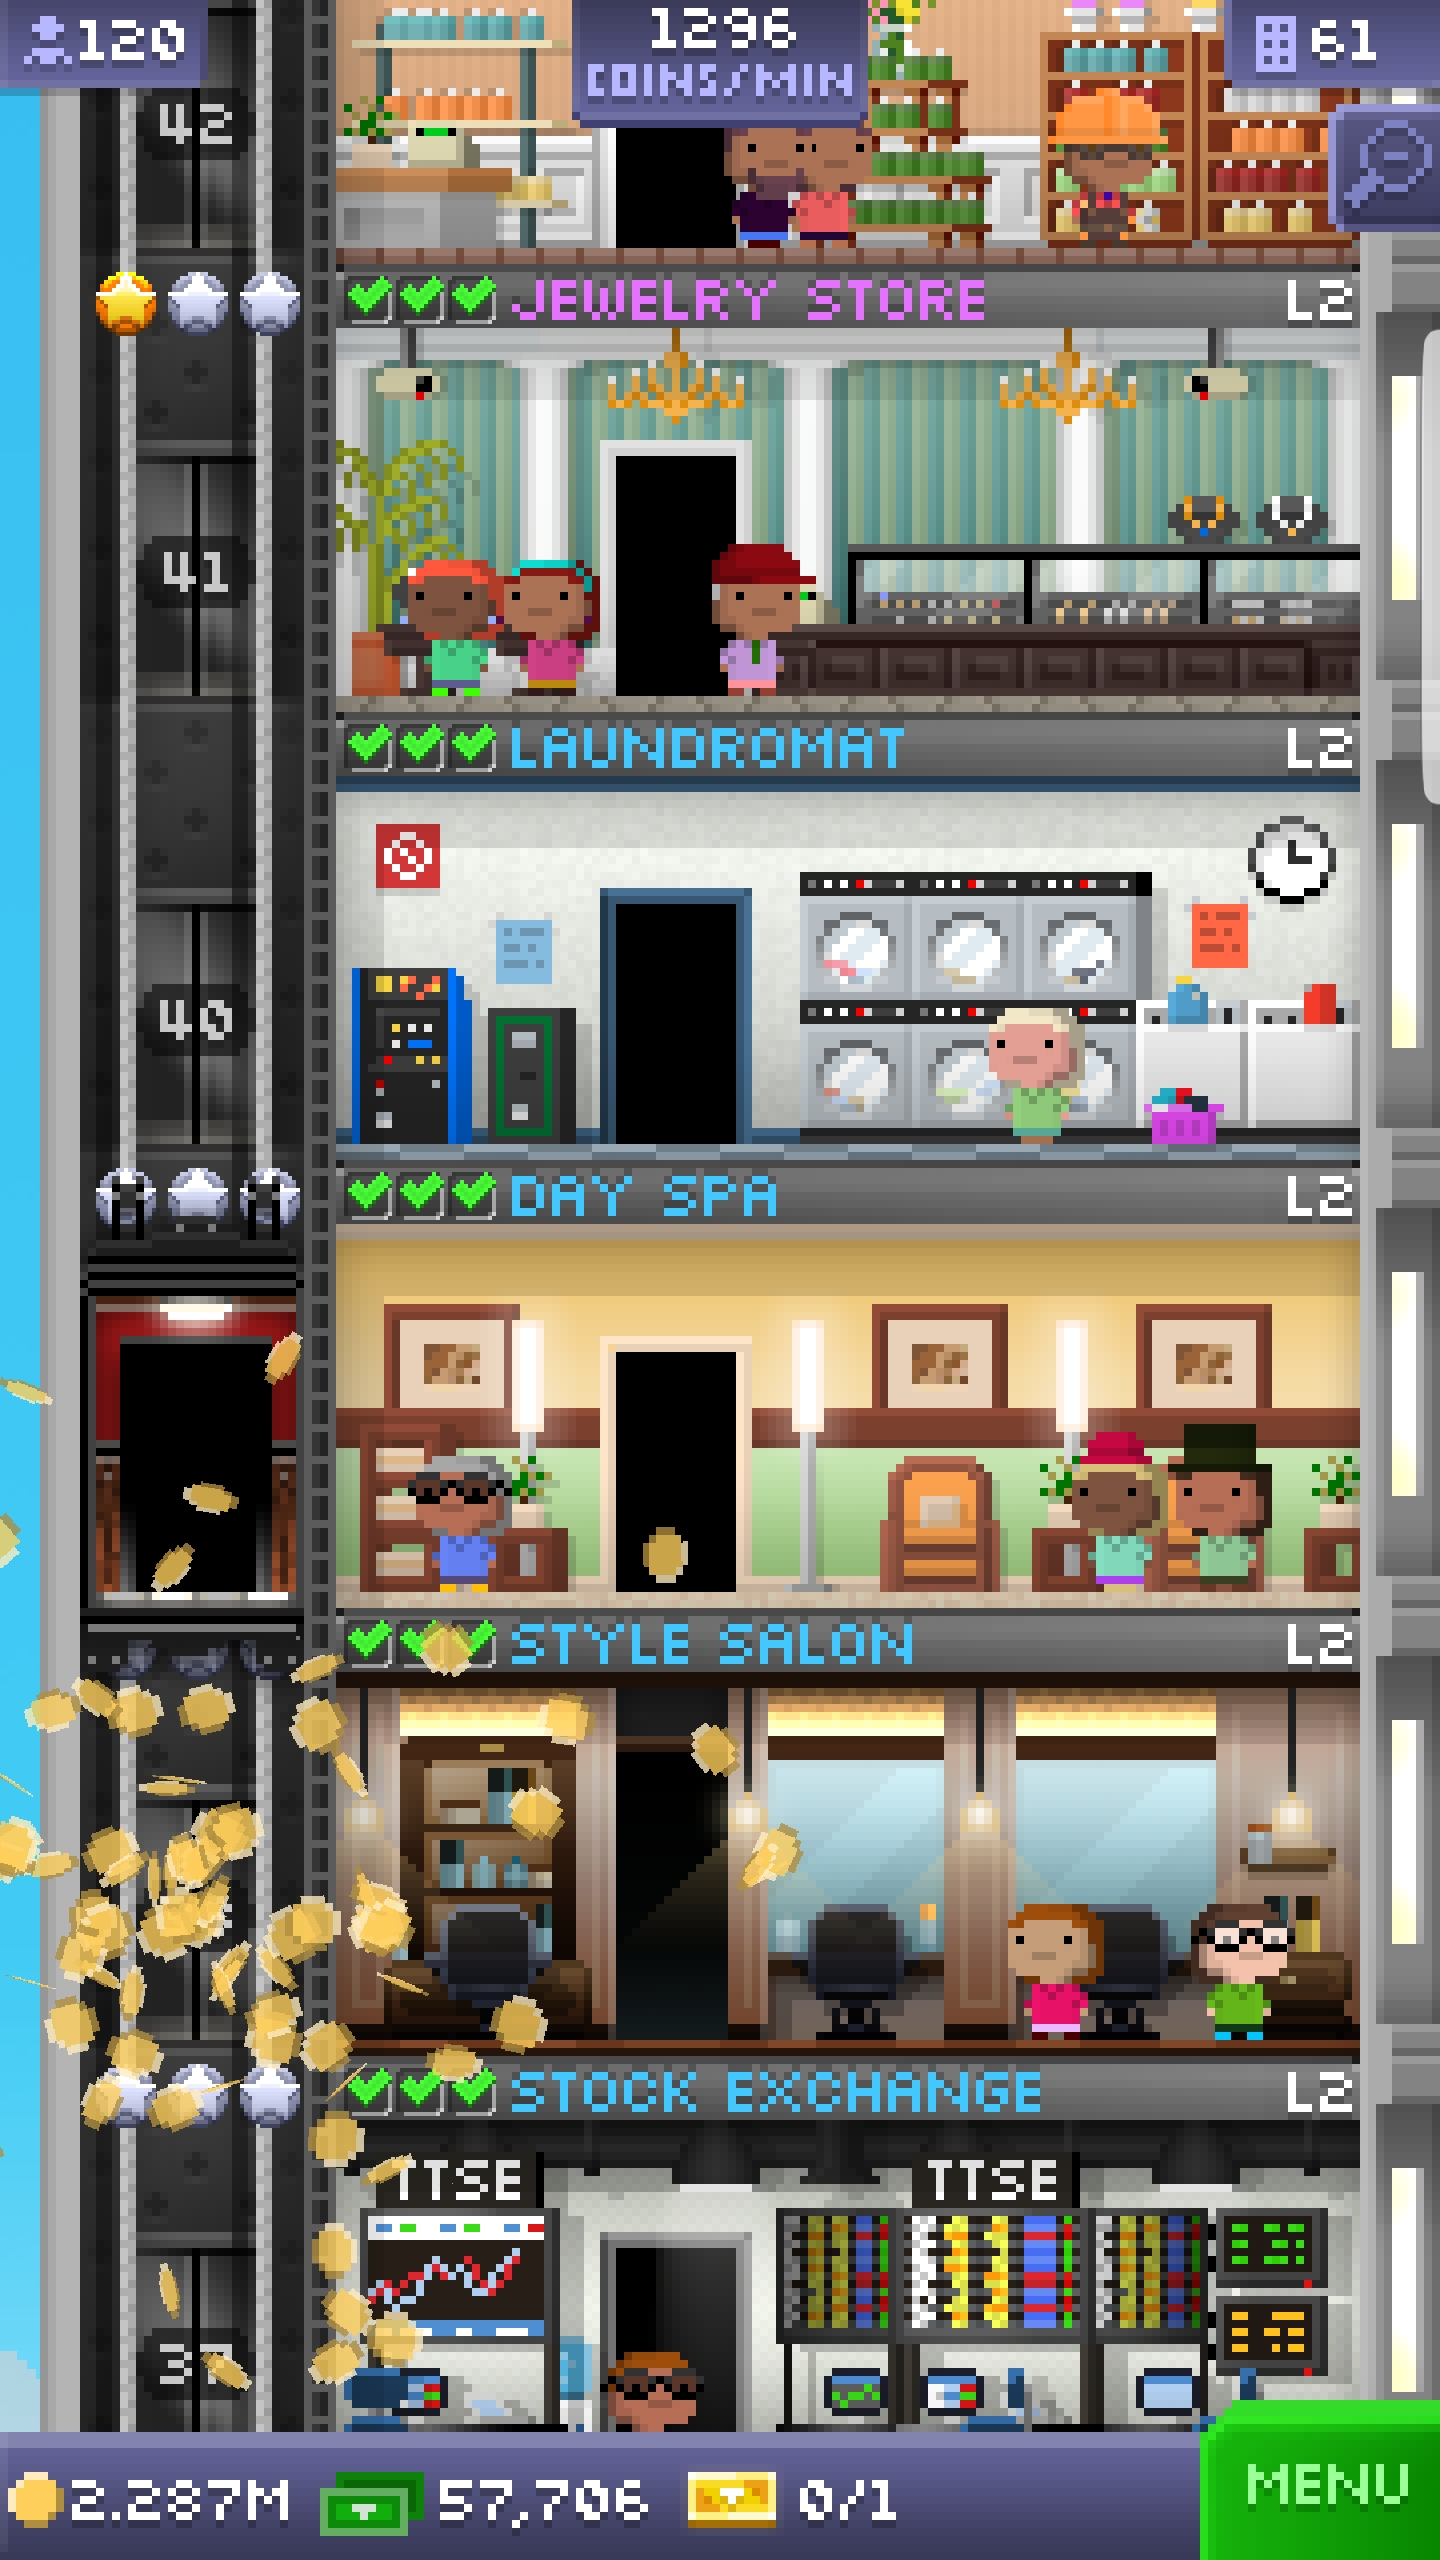 120
1296
COINS/MIN
61
42
JEWELRY STORE L2
41
LAUNDROMAT L2
40
DAY SPA L2
STYLE SALON L2
STOCK EXCHANGE L2
TTSE TTSE
2.287M 57,706 0/1 MENU